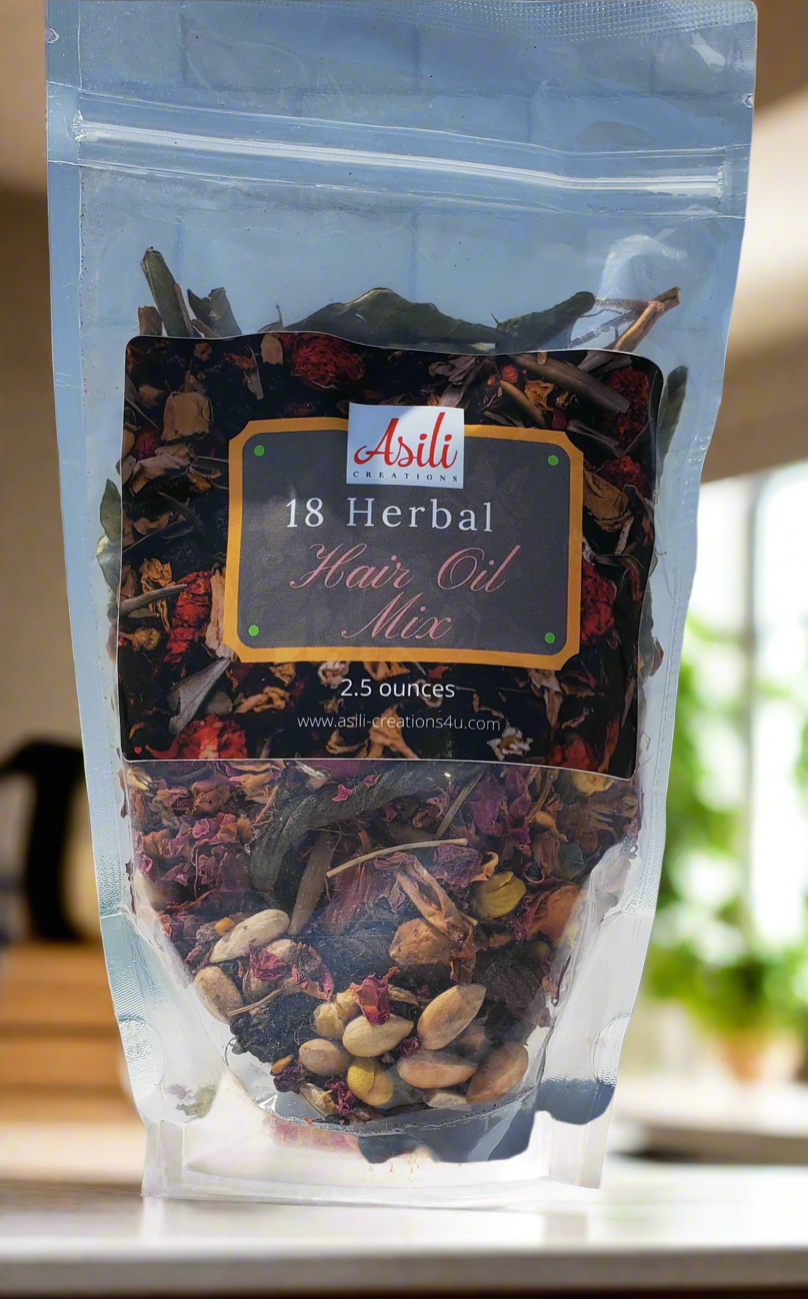 Asili
CREATIONS
18 Herbal
Hair Oil
Mix
2.5 ounces
www.asili-creations4u.com